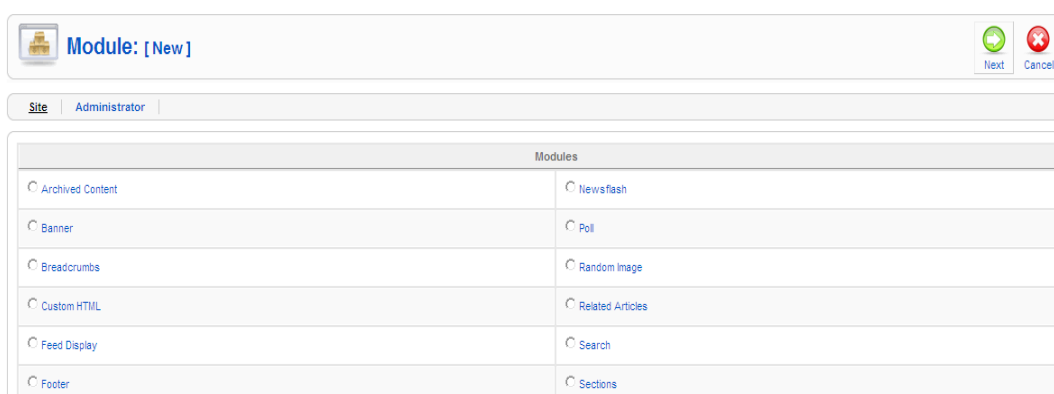 Module: [ New ]
Next Cancel
Site Administrator
Modules
Archived Content Newsflash
Banner Poll
Breadcrumbs Random Image
Custom HTML Related Articles
Feed Display Search
Footer Sections